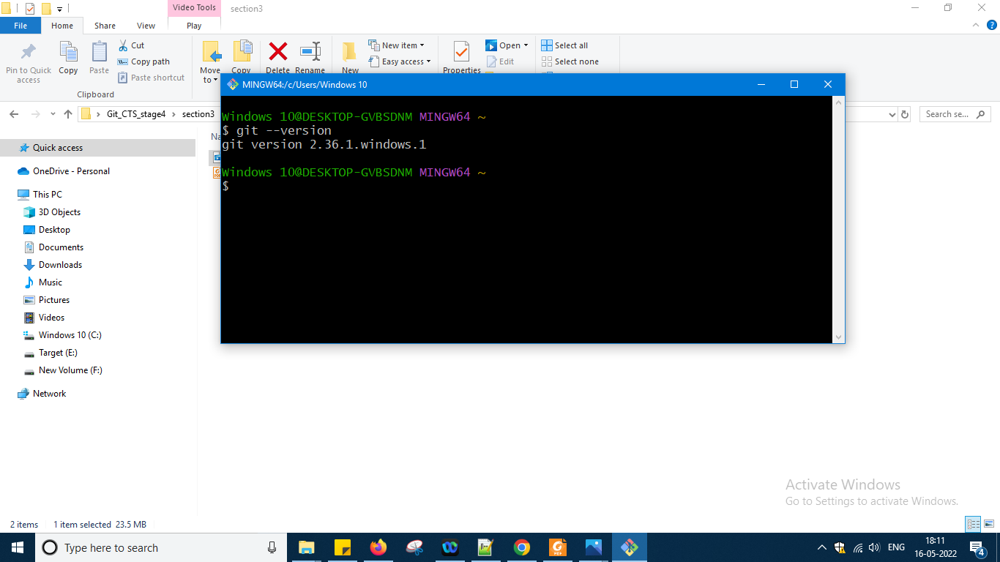 Video Tools
section3
File
Home
Share
View
Play
Pin to Quick access
Copy
Paste
Cut
Copy path
Paste shortcut
Clipboard
Move to
Copy
Delete
Rename
New
New item
Easy access
Properties
Open
Edit
Select all
Select none
MINGW64:/c/Users/Windows 10
Git_CTS_stage4
section3
Search se...
Windows 10@DESKTOP-GVBSDNM MINGW64 ~
$ git --version
git version 2.36.1.windows.1
Windows 10@DESKTOP-GVBSDNM MINGW64 ~
$
Quick access
OneDrive - Personal
This PC
3D Objects
Desktop
Documents
Downloads
Music
Pictures
Videos
Windows 10 (C:)
Target (E:)
New Volume (F:)
Network
Activate Windows
Go to Settings to activate Windows.
2 items
1 item selected 23.5 MB
Type here to search
ENG
18:11
16-05-2022
4